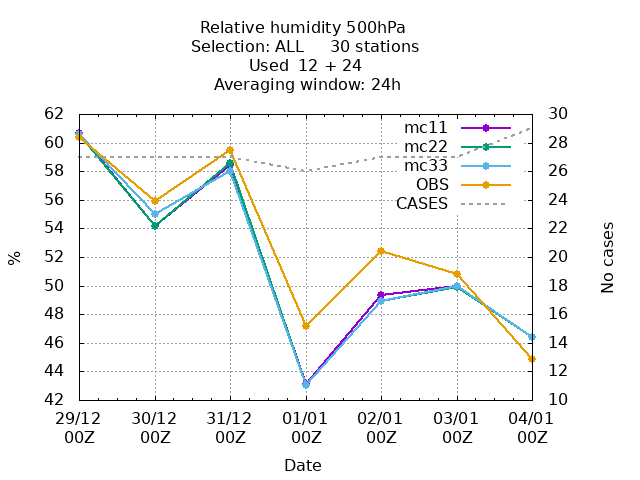 Relative humidity 500hPa
Selection: ALL 30 stations
Used 12 + 24
Averaging window: 24h
62 30
60 28
58 26
56 24
54 22
52 20
50 18
48 16
46 14
44 12
42 10
mc11
mc22
mc33
OBS
CASES
%
No cases
29/12 30/12 31/12 01/01 02/01 03/01 04/01
00Z 00Z 00Z 00Z 00Z 00Z 00Z
Date